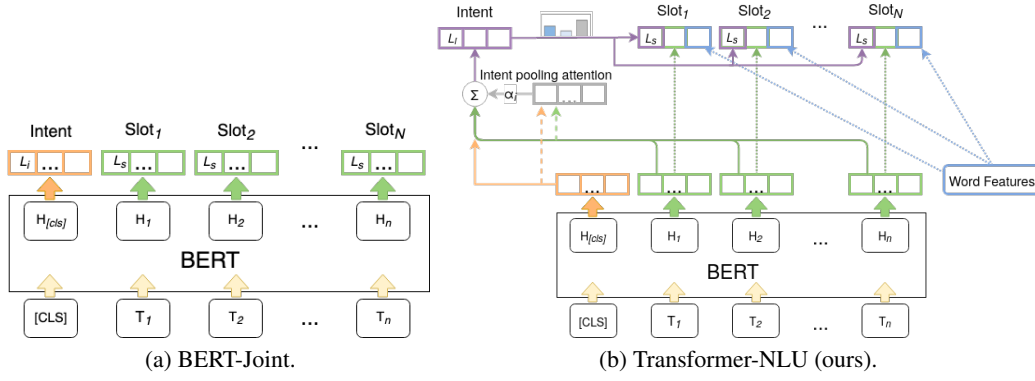 Intent Slot1 Slot2 ... SlotN
Li ... Ls ... Ls ... Ls ...
H[cls] H1 H2 ... Hn
BERT
[CLS] T1 T2 ... Tn
(a) BERT-Joint.
Intent Slot1 Slot2 ... SlotN
Li Ls Ls Ls
Intent pooling attention
Σ αi ...
Word Features
... ... ... ...
H[cls] H1 H2 ... Hn
BERT
[CLS] T1 T2 ... Tn
(b) Transformer-NLU (ours).